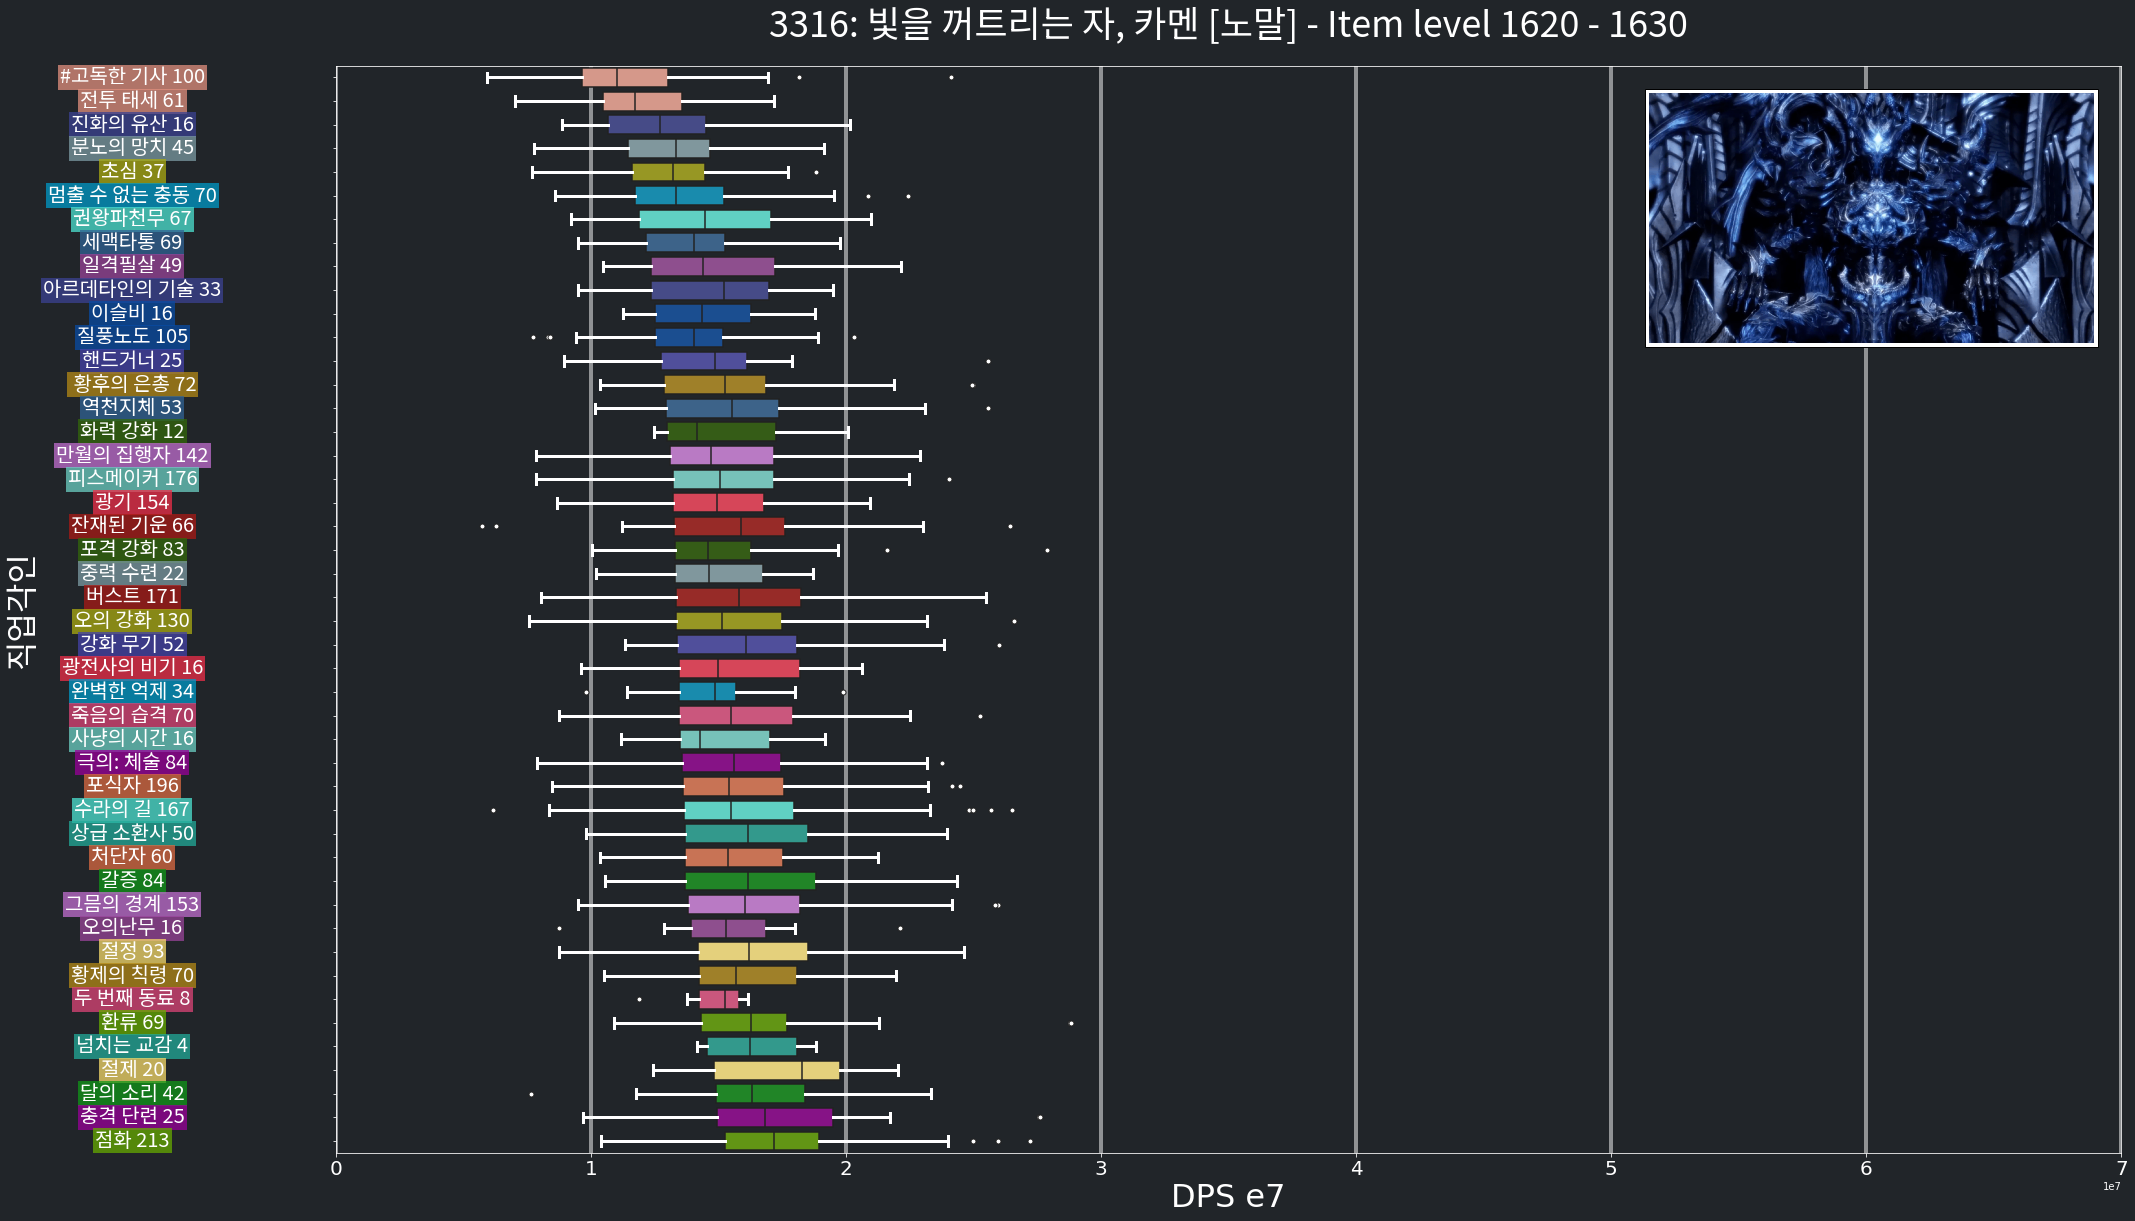 3316: 빛을 꺼트리는 자, 카멘 [노말] - Item level 1620 - 1630
#고독한 기사 100
전투 태세 61
진화의 유산 16
분노의 망치 45
초심 37
멈출 수 없는 충동 70
권왕파천무 67
세맥타통 69
일격필살 49
아르데타인의 기술 33
이슬비 16
질풍노도 105
핸드거너 25
황후의 은총 72
역천지체 53
화력 강화 12
만월의 집행자 142
피스메이커 176
광기 154
잔재된 기운 66
포격 강화 83
중력 수련 22
버스트 171
오의 강화 130
강화 무기 52
광전사의 비기 16
완벽한 억제 34
죽음의 습격 70
사냥의 시간 16
극의: 체술 84
포식자 196
수라의 길 167
상급 소환사 50
처단자 60
갈증 84
그믐의 경계 153
오의난무 16
절정 93
황제의 칙령 70
두 번째 동료 8
환류 69
넘치는 교감 4
절제 20
달의 소리 42
충격 단련 25
점화 213
직업각인
0 1 2 3 4 5 6 7
1e7
DPS e7